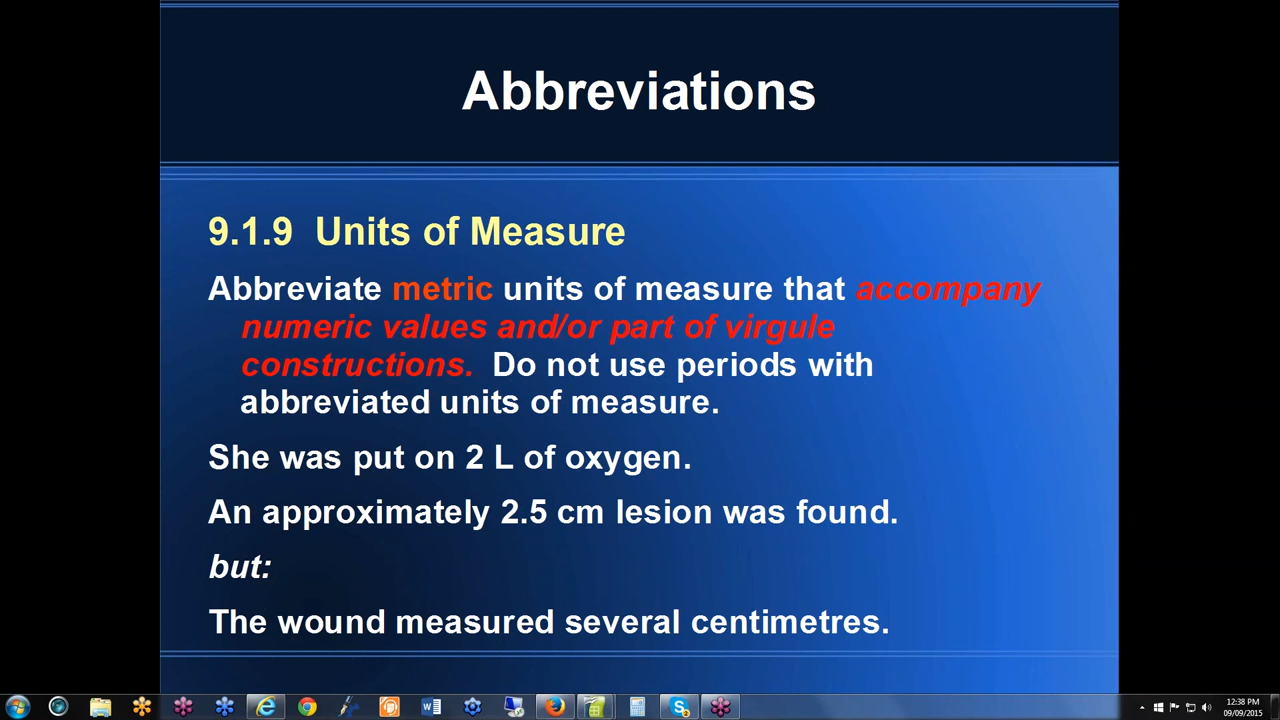 Abbreviations
9.1.9 Units of Measure
Abbreviate metric units of measure that accompany
numeric values and/or part of virgule
constructions. Do not use periods with
abbreviated units of measure.
She was put on 2 L of oxygen.
An approximately 2.5 cm lesion was found.
but:
The wound measured several centimetres.
12:38 PM
09/09/2015